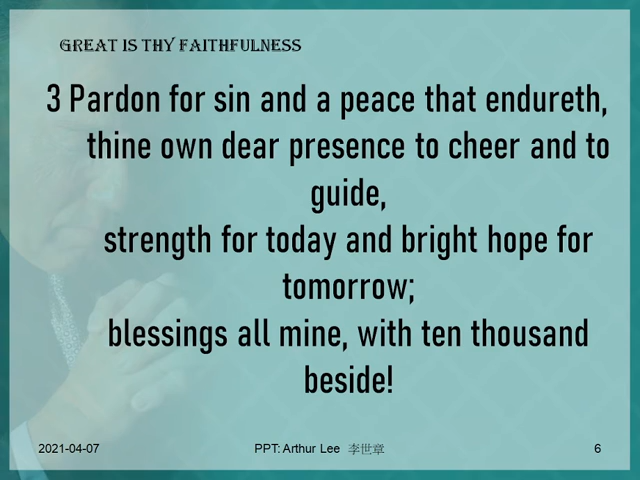 GREAT IS THY FAITHFULNESS
3 Pardon for sin and a peace that endureth,
thine own dear presence to cheer and to
guide,
strength for today and bright hope for
tomorrow;
blessings all mine, with ten thousand
beside!
2021-04-07 PPT: Arthur Lee 李世章 6